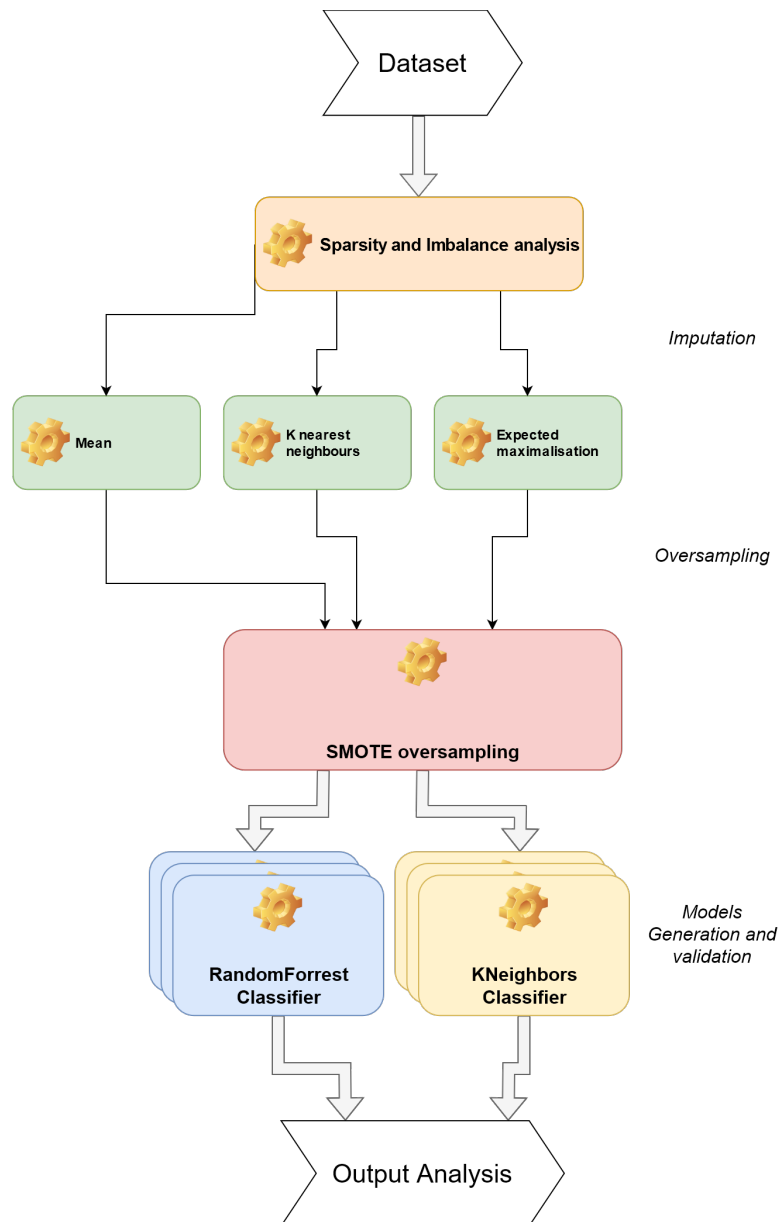 Dataset
Sparsity and Imbalance analysis
Imputation
Mean
K nearest
neighbours
Expected
maximalisation
Oversampling
SMOTE oversampling
RandomForrest
Classifier
KNeighbors
Classifier
Models
Generation and
validation
Output Analysis